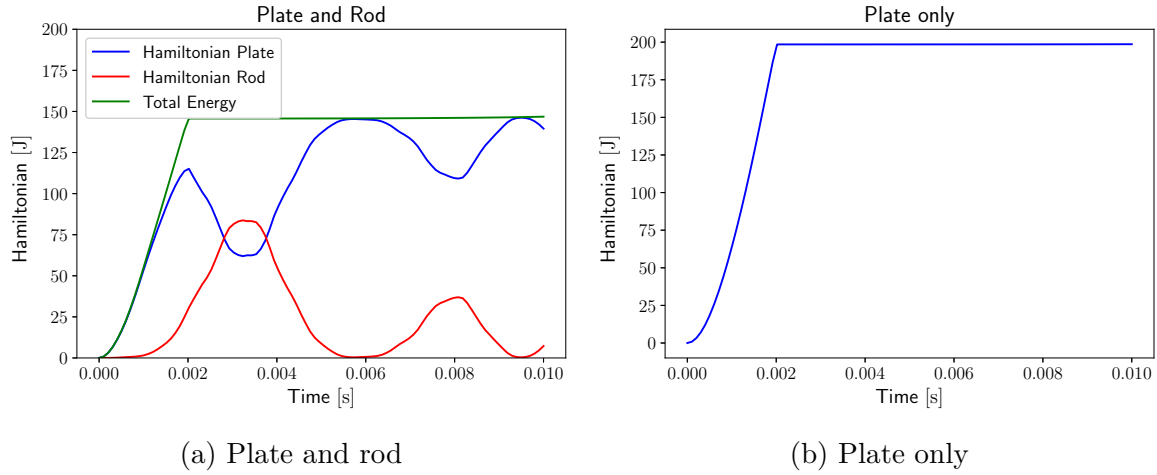 Plate and Rod
Hamiltonian Plate
Hamiltonian Rod
Total Energy
Hamiltonian [J]
200
175
150
125
100
75
50
25
0
0.000 0.002 0.004 0.006 0.008 0.010
Time [s]
(a) Plate and rod
Plate only
Hamiltonian [J]
200
175
150
125
100
75
50
25
0
0.000 0.002 0.004 0.006 0.008 0.010
Time [s]
(b) Plate only